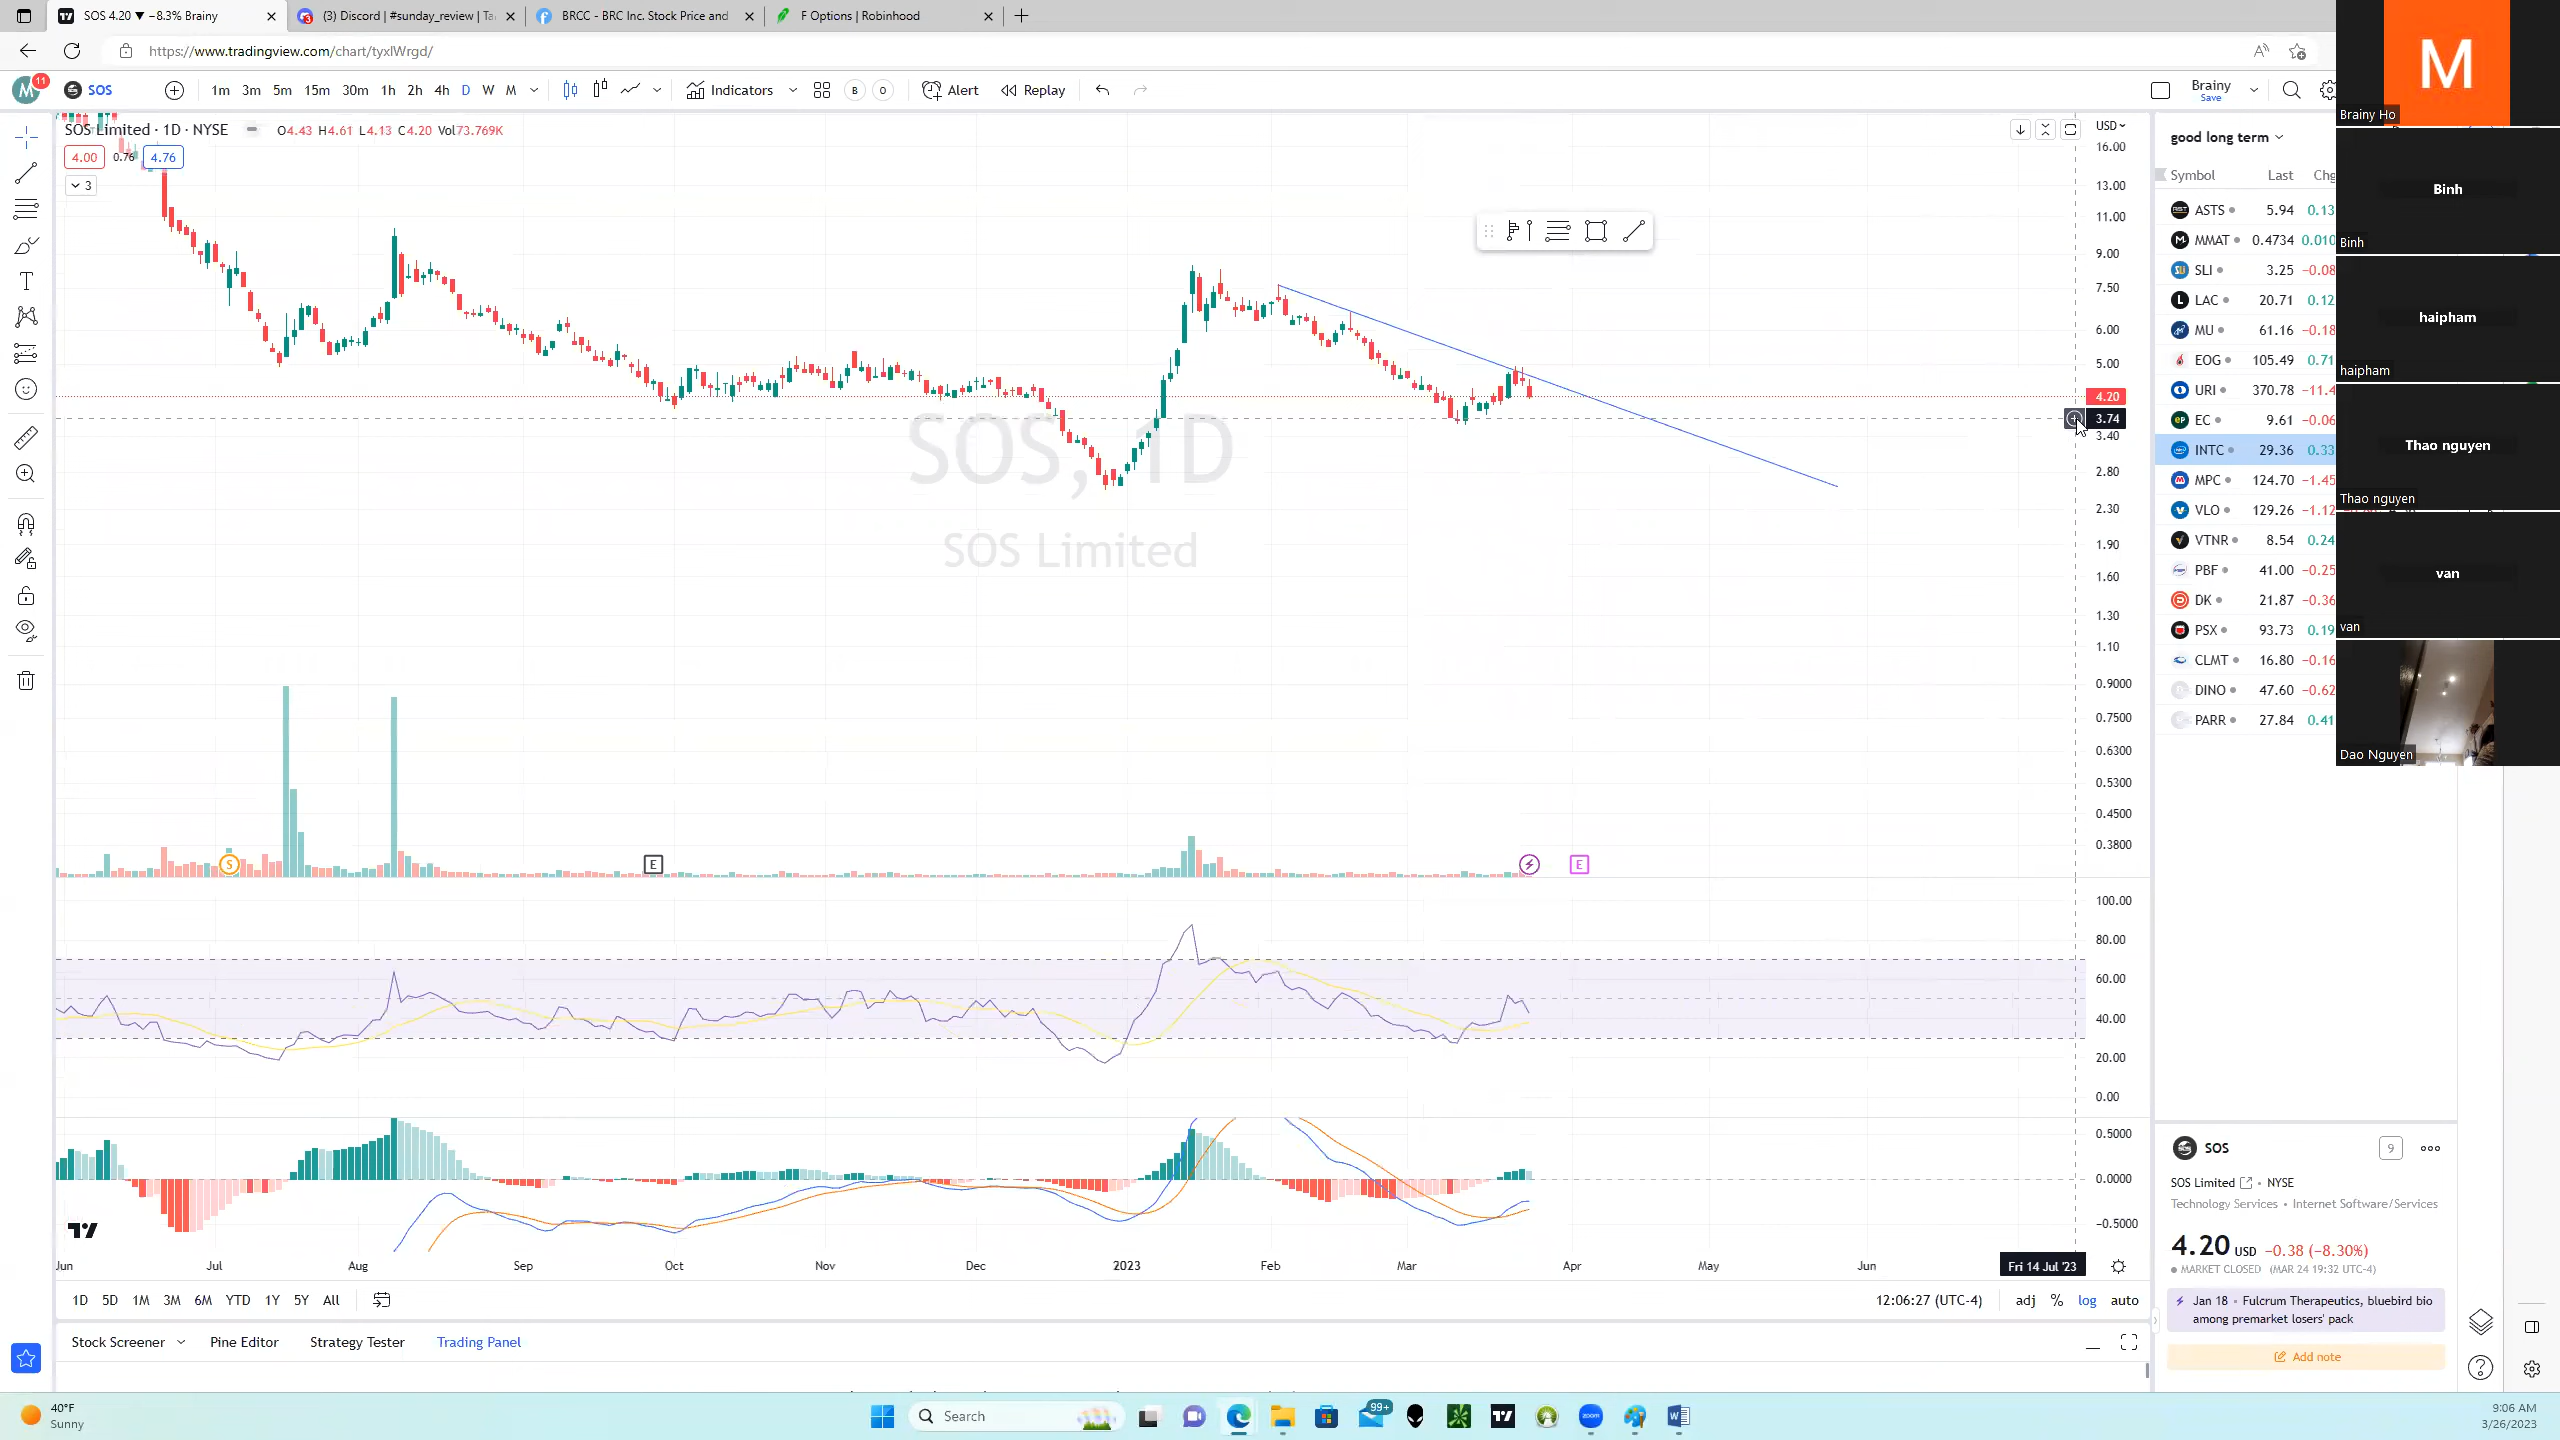 SOS 4.20 ▼ −8.3% Brainy
(3) Discord | #sunday_review | Ta
BRCC - BRC Inc. Stock Price and
F Options | Robinhood
https://www.tradingview.com/chart/tyxlWrgd/
M 11 SOS 1m 3m 5m 15m 30m 1h 2h 4h D W M Indicators B O Alert Replay Brainy
Save
SOS Limited · 1D · NYSE O4.43 H4.61 L4.13 C4.20 Vol73.769K
4.00 0.76 4.76
3
USD
16.00
13.00
11.00
9.00
7.50
6.00
5.00
4.20
3.74
3.40
2.80
2.30
1.90
1.60
1.30
1.10
0.9000
0.7500
0.6300
0.5300
0.4500
0.3800
SOS, 1D
SOS Limited
S E E
100.00
80.00
60.00
40.00
20.00
0.00
0.5000
0.0000
−0.5000
Jun Jul Aug Sep Oct Nov Dec 2023 Feb Mar Apr May Jun Fri 14 Jul '23
1D 5D 1M 3M 6M YTD 1Y 5Y All 12:06:27 (UTC-4) adj % log auto
Stock Screener Pine Editor Strategy Tester Trading Panel
good long term
Symbol Last Chg
ASTS 5.94 0.13
MMAT 0.4734 0.010
SLI 3.25 −0.08
LAC 20.71 0.12
MU 61.16 −0.18
EOG 105.49 0.71
URI 370.78 −11.4
EC 9.61 −0.06
INTC 29.36 0.33
MPC 124.70 −1.45
VLO 129.26 −1.12
VTNR 8.54 0.24
PBF 41.00 −0.25
DK 21.87 −0.36
PSX 93.73 0.19
CLMT 16.80 −0.16
DINO 47.60 −0.62
PARR 27.84 0.41
SOS 9
SOS Limited • NYSE
Technology Services • Internet Software/Services
4.20 USD −0.38 (−8.30%)
MARKET CLOSED (MAR 24 19:32 UTC-4)
Jan 18 • Fulcrum Therapeutics, bluebird bio
among premarket losers' pack
Add note
M
Brainy Ho
Binh
Binh
haipham
haipham
Thao nguyen
Thao nguyen
van
van
Dao Nguyen
40°F
Sunny
Search
99+
zoom
9:06 AM
3/26/2023